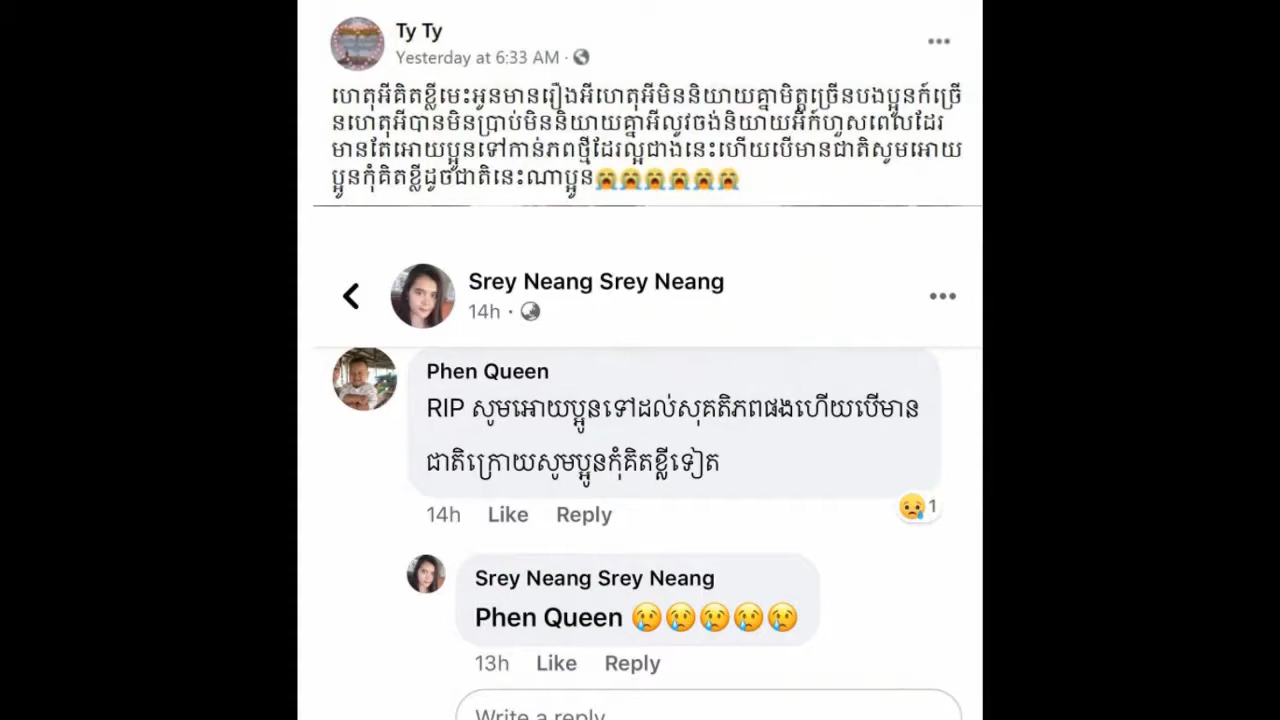 Ty Ty
Yesterday at 6:33 AM ·
ហេតុអីគិតខ្លីមេះអូនមានរឿងអីហេតុអីមិននិយាយគ្នាមិត្តច្រើនបងប្អូនក៍ច្រើ
នហេតុអីបានមិនប្រាប់មិននិយាយគ្នាអីលូវចង់និយាយអីក៍ហួសពេលដែរ
មានតែអោយប្អូនទៅកាន់ភពថ្មីដែរល្អជាងនេះហើយបើមានជាតិសូមអោយ
ប្អូនកុំគិតខ្លីដូចជាតិនេះណាប្អូន😭😭😭😭😭😭
Srey Neang Srey Neang
14h ·
Phen Queen
RIP សូមអោយប្អូនទៅដល់សុគតិភពផងហើយបើមាន
ជាតិក្រោយសូមប្អូនកុំគិតខ្លីទៀត
14h Like Reply
😢 1
Srey Neang Srey Neang
Phen Queen 😢😢😢😢😢
13h Like Reply
Write a reply